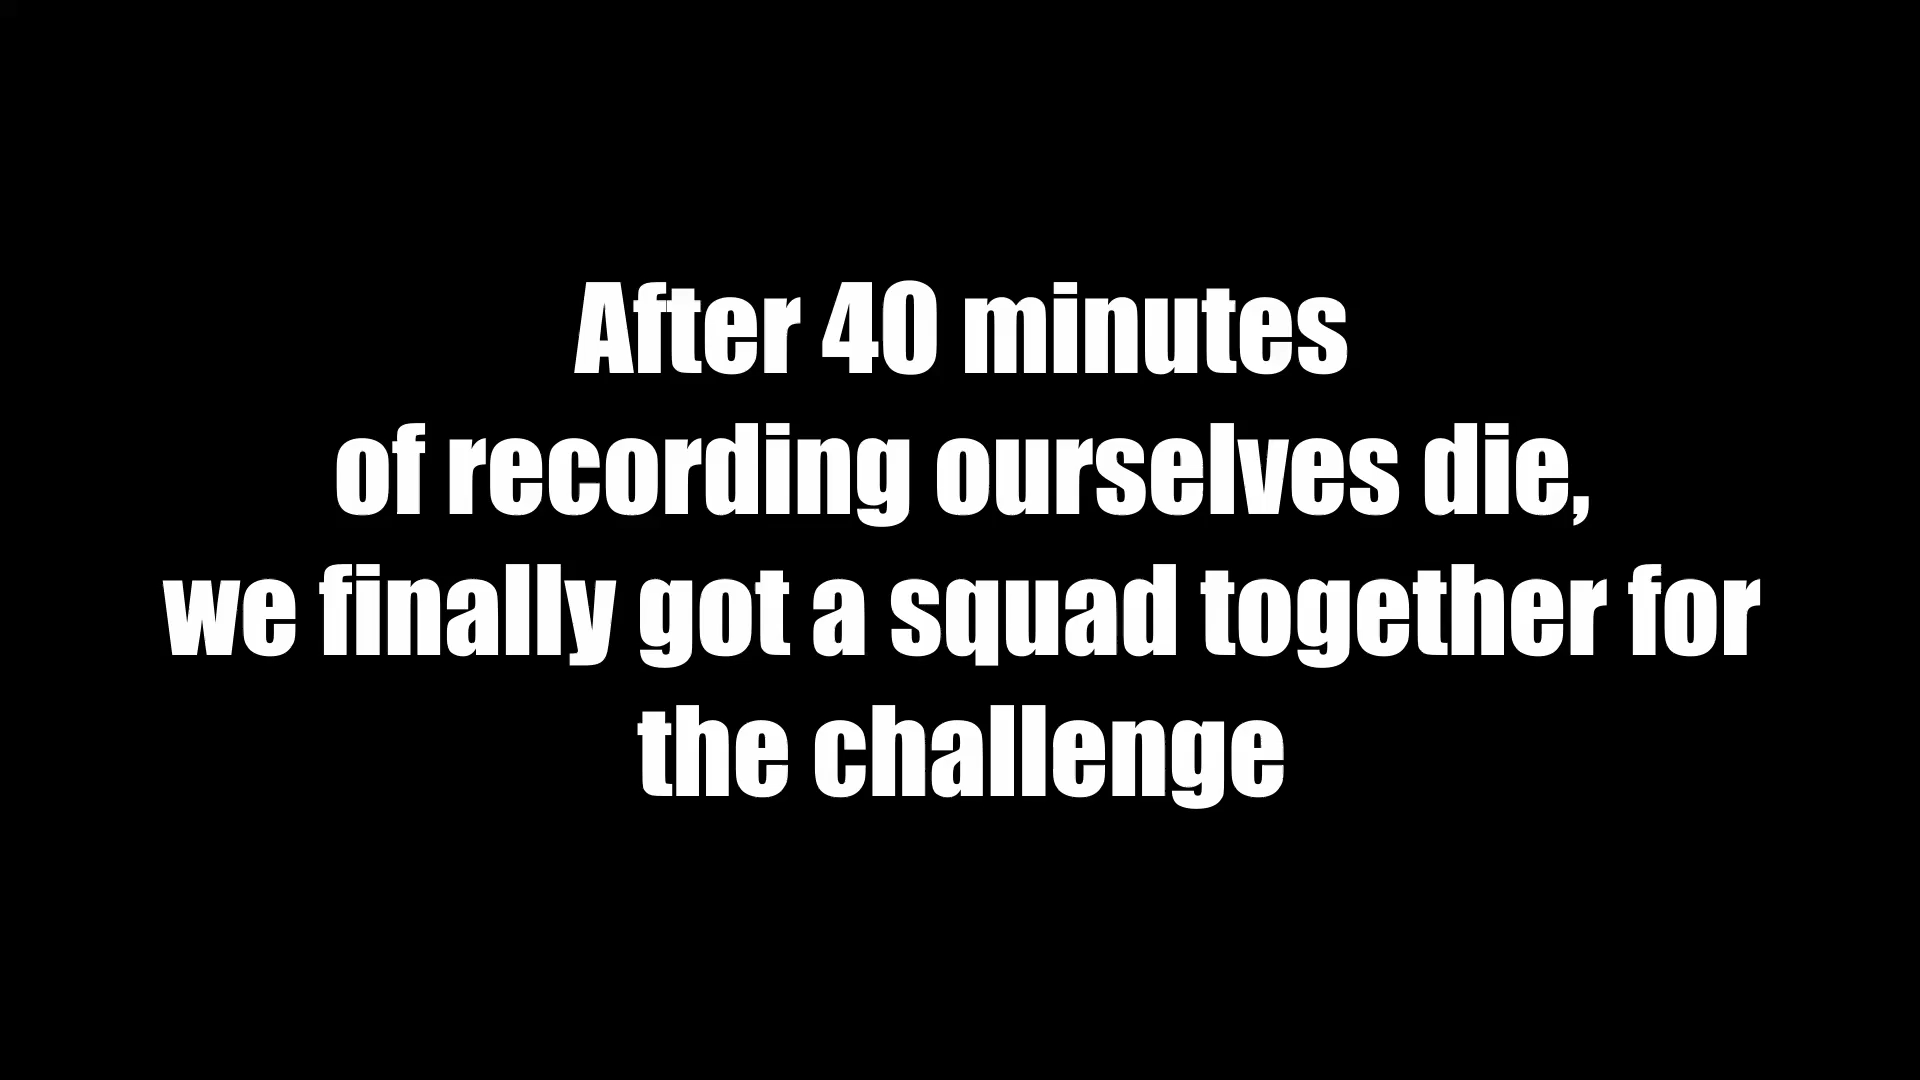 After 40 minutes
of recording ourselves die,
we finally got a squad together for
the challenge